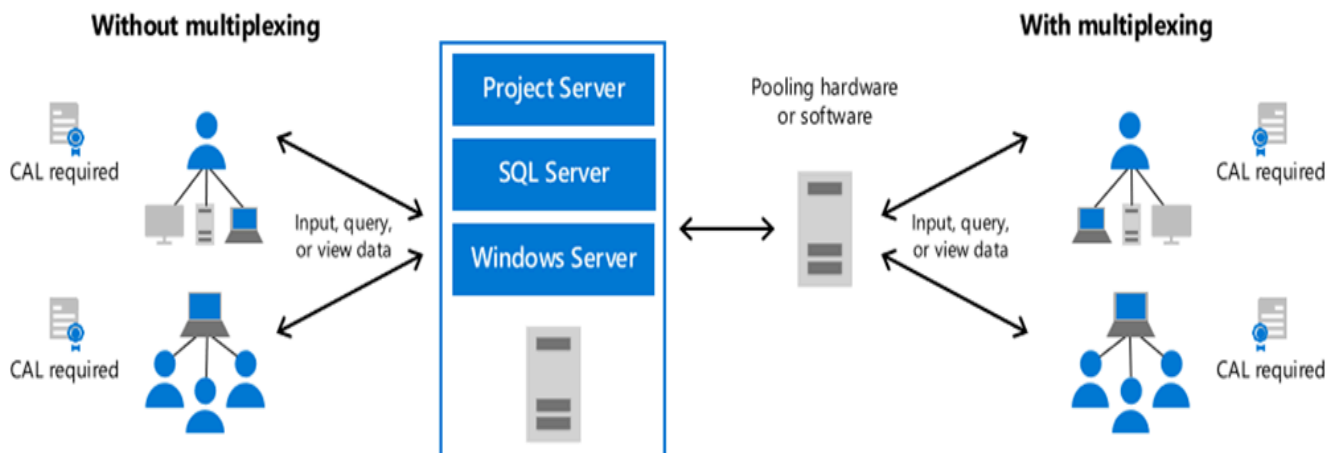 Without multiplexing
With multiplexing
CAL required
Input, query,
or view data
CAL required
Project Server
SQL Server
Windows Server
Pooling hardware
or software
Input, query,
or view data
CAL required
CAL required